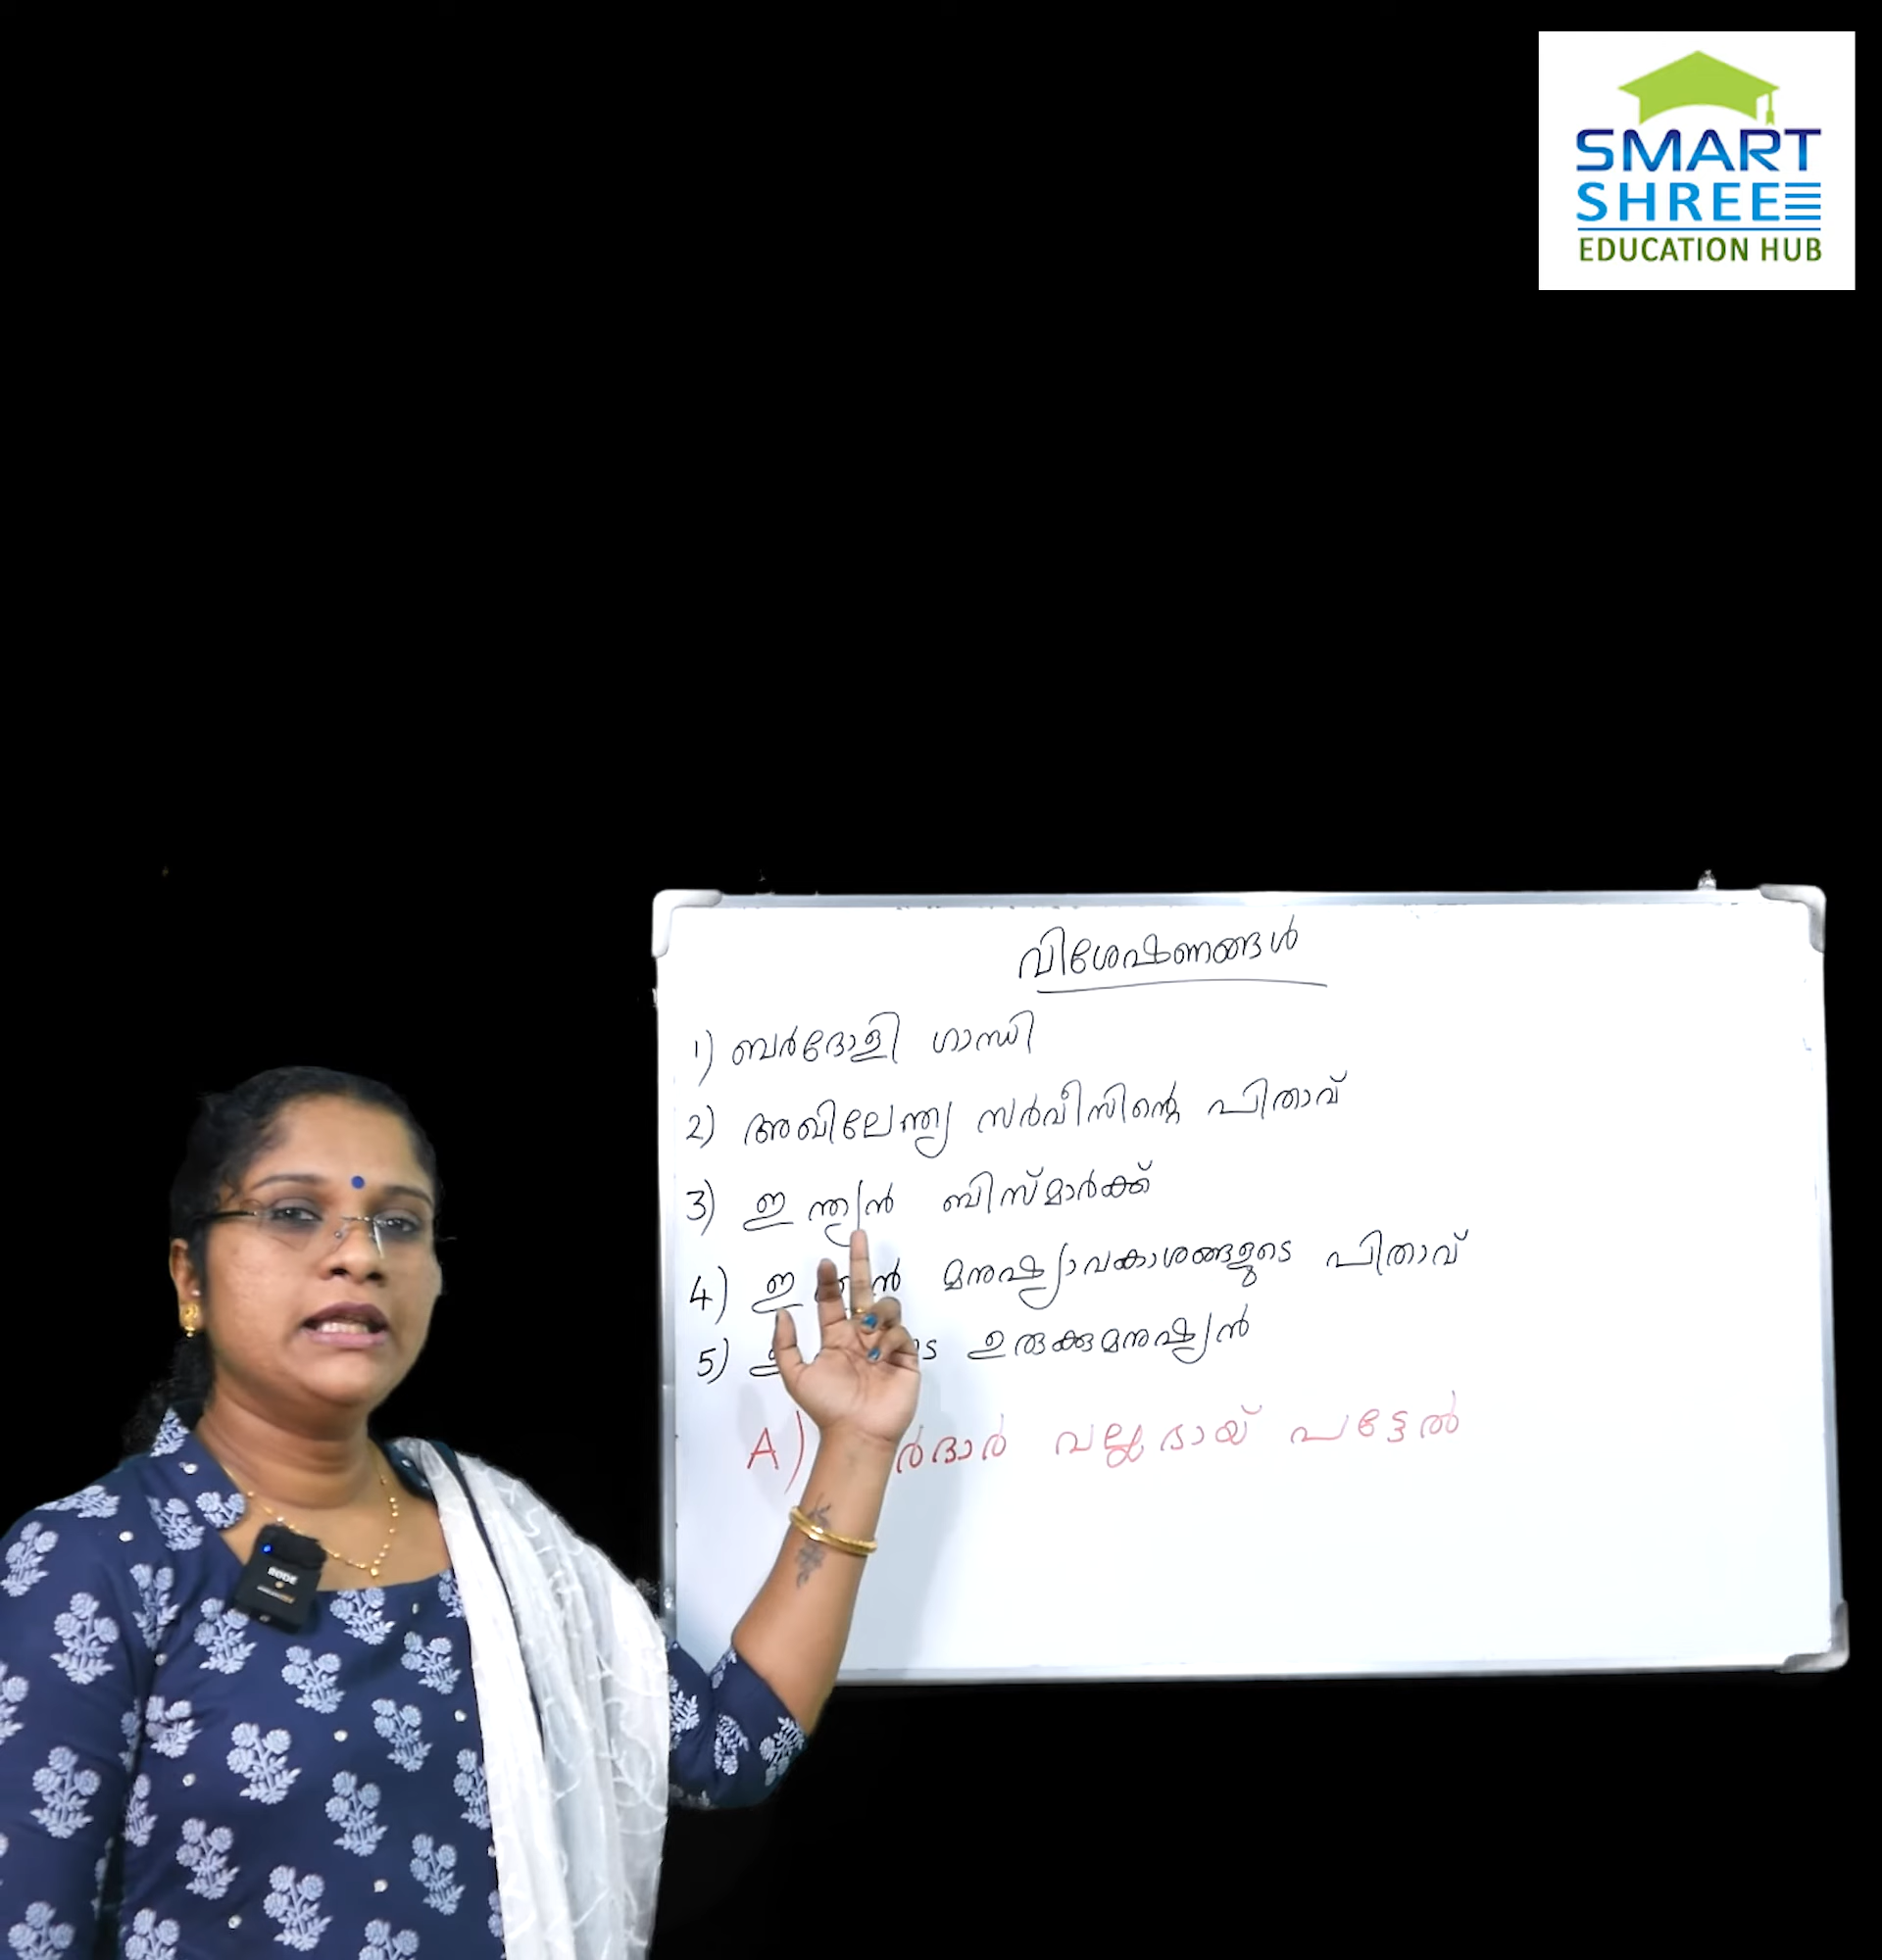 SMART
SHREE
EDUCATION HUB
വിശേഷണങ്ങൾ
1) ബർദോളി ഗാന്ധി
2) അഖിലേന്ത്യ സർവീസിന്റെ പിതാവ്
3) ഇന്ത്യൻ ബിസ്മാർക്ക്
4) മനുഷ്യാവകാശങ്ങളുടെ പിതാവ്
5) ഉരുക്കുമനുഷ്യൻ
A) വല്ലഭായ് പട്ടേൽ
RODE